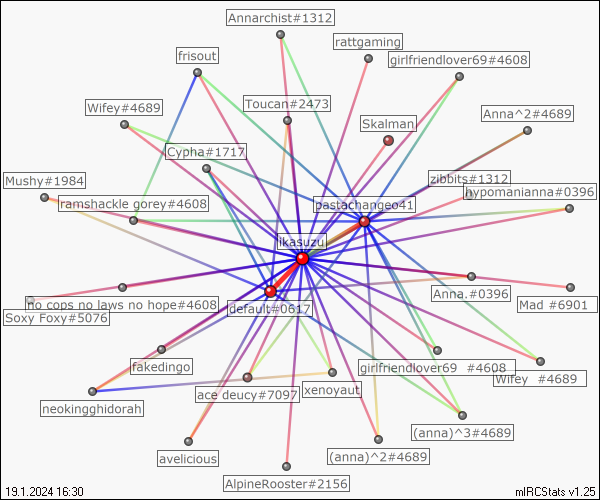 Annarchist#1312
rattgaming
frisout
girlfriendlover69#4608
Toucan#2473
Wifey#4689
Anna^2#4689
Skalman
Cypha#1717
zibbits#1312
Mushy#1984
hypomanianna#0396
pastachangeo41
ramshackle gorey#4608
ikasuzu
Anna.#0396
no cops no laws no hope#4608
Mad #6901
default#0617
Soxy Foxy#5076
fakedingo
girlfriendlover69 #4608
Wifey #4689
xenoyaut
ace deucy#7097
neokingghidorah
(anna)^3#4689
avelicious
(anna)^2#4689
AlpineRooster#2156
19.1.2024 16:30
mIRCStats v1.25